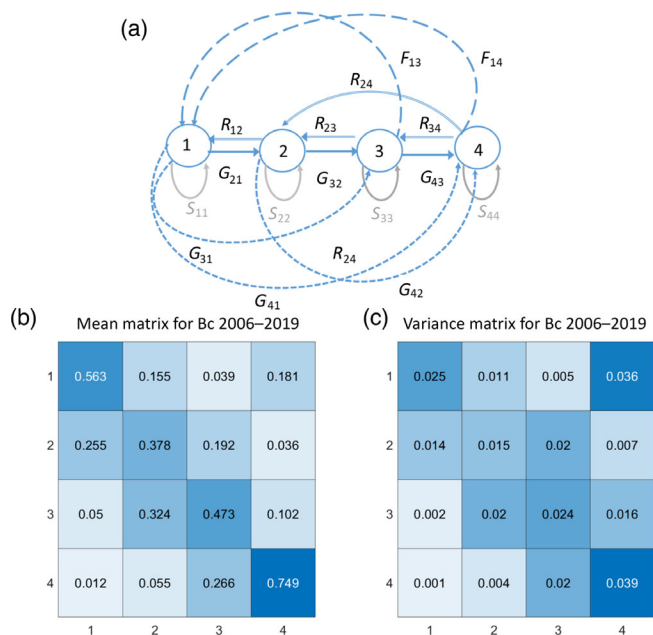 (a)
F13
F14
R24
R12
R23
R34
1
2
3
4
G21
G32
G43
S11
S22
S33
S44
G31
R24
G41
G42
(b)
Mean matrix for Bc 2006–2019
1 0.563 0.155 0.039 0.181
2 0.255 0.378 0.192 0.036
3 0.05 0.324 0.473 0.102
4 0.012 0.055 0.266 0.749
1 2 3 4
(c)
Variance matrix for Bc 2006–2019
1 0.025 0.011 0.005 0.036
2 0.014 0.015 0.02 0.007
3 0.002 0.02 0.024 0.016
4 0.001 0.004 0.02 0.039
1 2 3 4